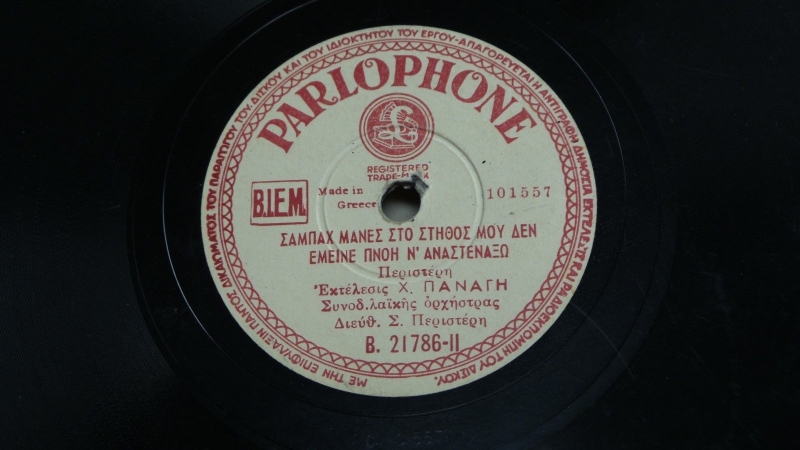 ΜΕ ΤΗΝ ΕΠΙΦΥΛΑΞΙΝ ΠΑΝΤΟΣ ΔΙΚΑΙΩΜΑΤΟΣ ΤΟΥ ΠΑΡΑΓΩΓΟΥ ΤΟΥ ΔΙΣΚΟΥ ΚΑΙ ΤΟΥ ΙΔΙΟΚΤΗΤΟΥ ΤΟΥ ΕΡΓΟΥ-ΑΠΑΓΟΡΕΥΕΤΑΙ Η ΑΝΤΙΓΡΑΦΗ ΔΗΜΟΣΙΑ ΕΚΤΕΛΕΣΙΣ ΚΑΙ ΡΑΔΙΟΕΚΠΟΜΠΗ ΤΟΥ ΔΙΣΚΟΥ.
PARLOPHONE
REGISTERED
TRADE-MARK
B.I.E.M.
Made in
Greece
101557
ΣΑΜΠΑΧ ΜΑΝΕΣ ΣΤΟ ΣΤΗΘΟΣ ΜΟΥ ΔΕΝ
ΕΜΕΙΝΕ ΠΝΟΗ Ν' ΑΝΑΣΤΕΝΑΞΩ
Περιστέρη
Ἐκτέλεσις Χ. ΠΑΝΑΓΗ
Συνοδ.λαϊκῆς ὀρχήστρας
Διεύθ. Σ. Περιστέρη
B. 21786-II